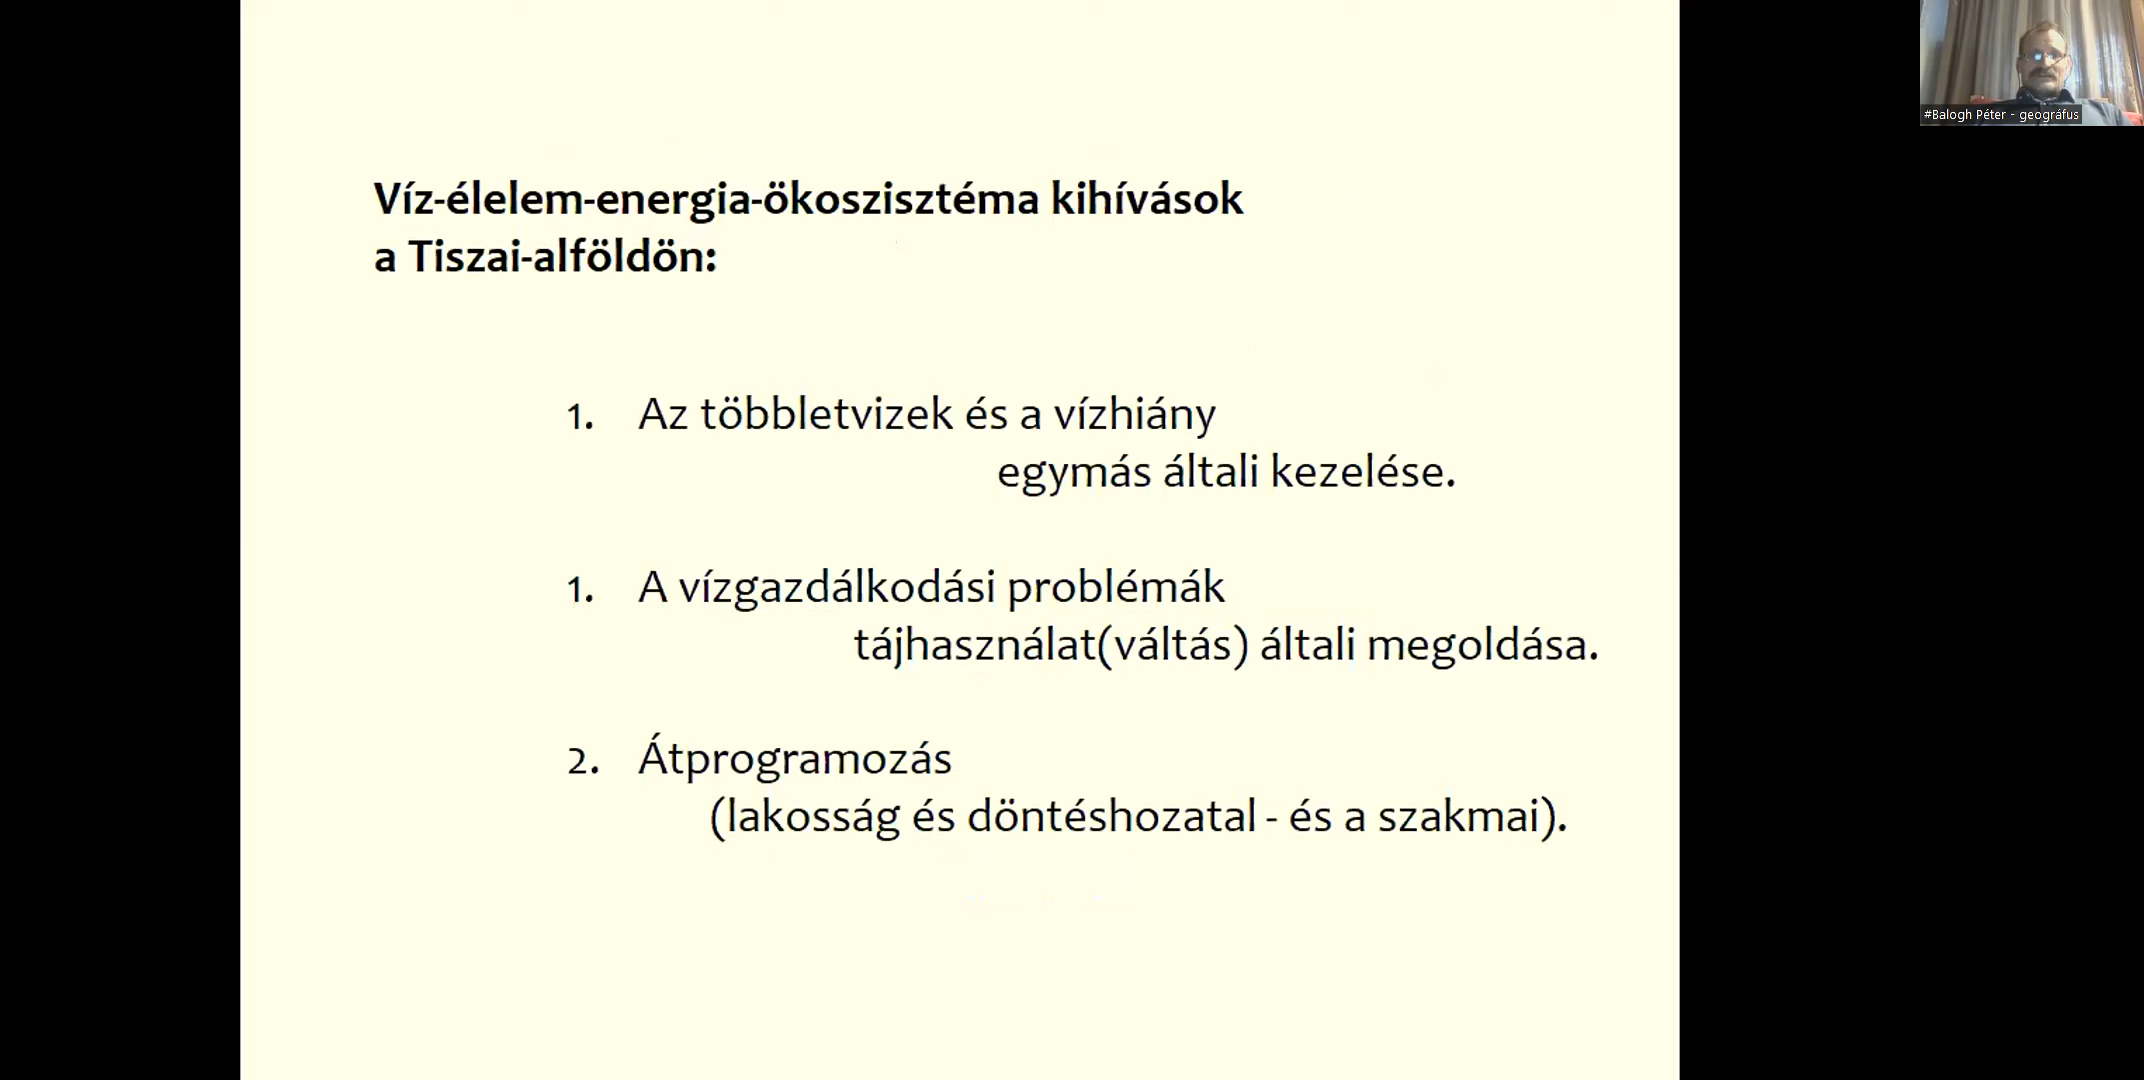 Víz-élelem-energia-ökoszisztéma kihívások
a Tiszai-alföldön:
1. Az többletvizek és a vízhiány
egymás általi kezelése.
1. A vízgazdálkodási problémák
tájhasználat(váltás) általi megoldása.
2. Átprogramozás
(lakosság és döntéshozatal - és a szakmai).
#Balogh Péter - geográfus